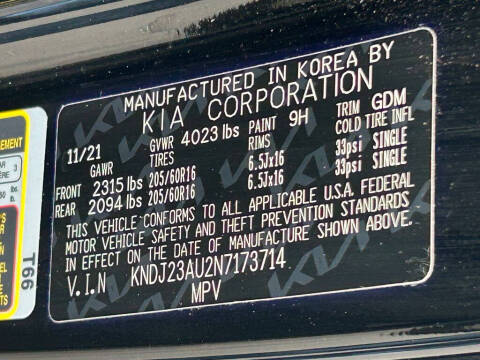 MANUFACTURED IN KOREA BY
KIA CORPORATION
11/21 GVWR 4023 lbs PAINT 9H TRIM GDM
GAWR TIRES RIMS COLD TIRE INFL
FRONT 2315 lbs 205/60R16 6.5Jx16 33psi SINGLE
REAR 2094 lbs 205/60R16 6.5Jx16 33psi SINGLE
THIS VEHICLE CONFORMS TO ALL APPLICABLE U.S.A. FEDERAL
MOTOR VEHICLE SAFETY AND THEFT PREVENTION STANDARDS
IN EFFECT ON THE DATE OF MANUFACTURE SHOWN ABOVE.
V.I.N KNDJ23AU2N7173714
MPV
T66